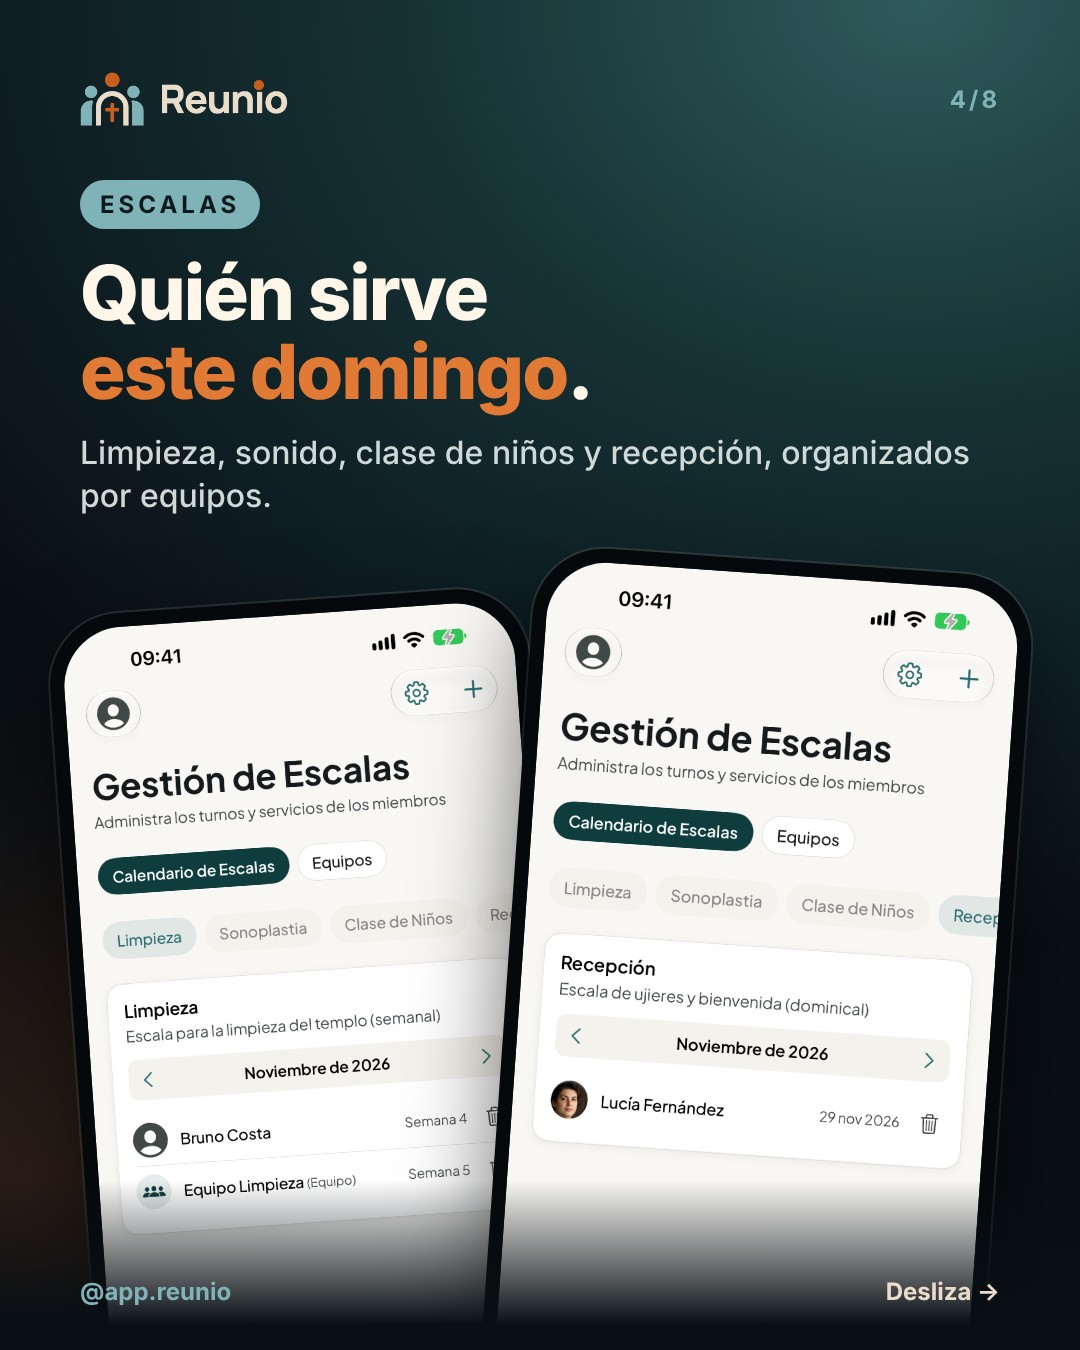 Reunio
4/8
ESCALAS
Quién sirve
este domingo.
Limpieza, sonido, clase de niños y recepción, organizados
por equipos.
09:41
Gestión de Escalas
Administra los turnos y servicios de los miembros
Calendario de Escalas
Equipos
Limpieza
Sonoplastia
Clase de Niños
Limpieza
Escala para la limpieza del templo (semanal)
Noviembre de 2026
Bruno Costa
Semana 4
Equipo Limpieza (Equipo)
Semana 5
09:41
Gestión de Escalas
Administra los turnos y servicios de los miembros
Calendario de Escalas
Equipos
Limpieza
Sonoplastia
Clase de Niños
Recepción
Escala de ujieres y bienvenida (dominical)
Noviembre de 2026
Lucía Fernández
29 nov 2026
@app.reunio
Desliza →